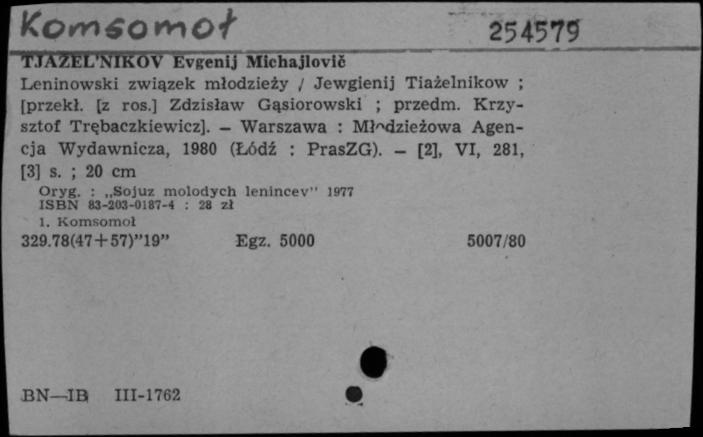 Komsomoł 254579
TJAŽEL'NIKOV Evgenij Michajlovič
Leninowski związek młodzieży / Jewgienij Tiażelnikow ;
[przekł. [z ros.] Zdzisław Gąsiorowski ; przedm. Krzy-
sztof Trębaczkiewicz]. — Warszawa : Młodzieżowa Agen-
cja Wydawnicza, 1980 (Łódź : PrasZG). — [2], VI, 281,
[3] s. ; 20 cm
Oryg. : „Sojuz molodych lenincev" 1977
ISBN 83-203-0187-4 : 28 zł
1. Komsomoł
329.78(47+57)"19" Egz. 5000 5007/80
BN—IB III-1762